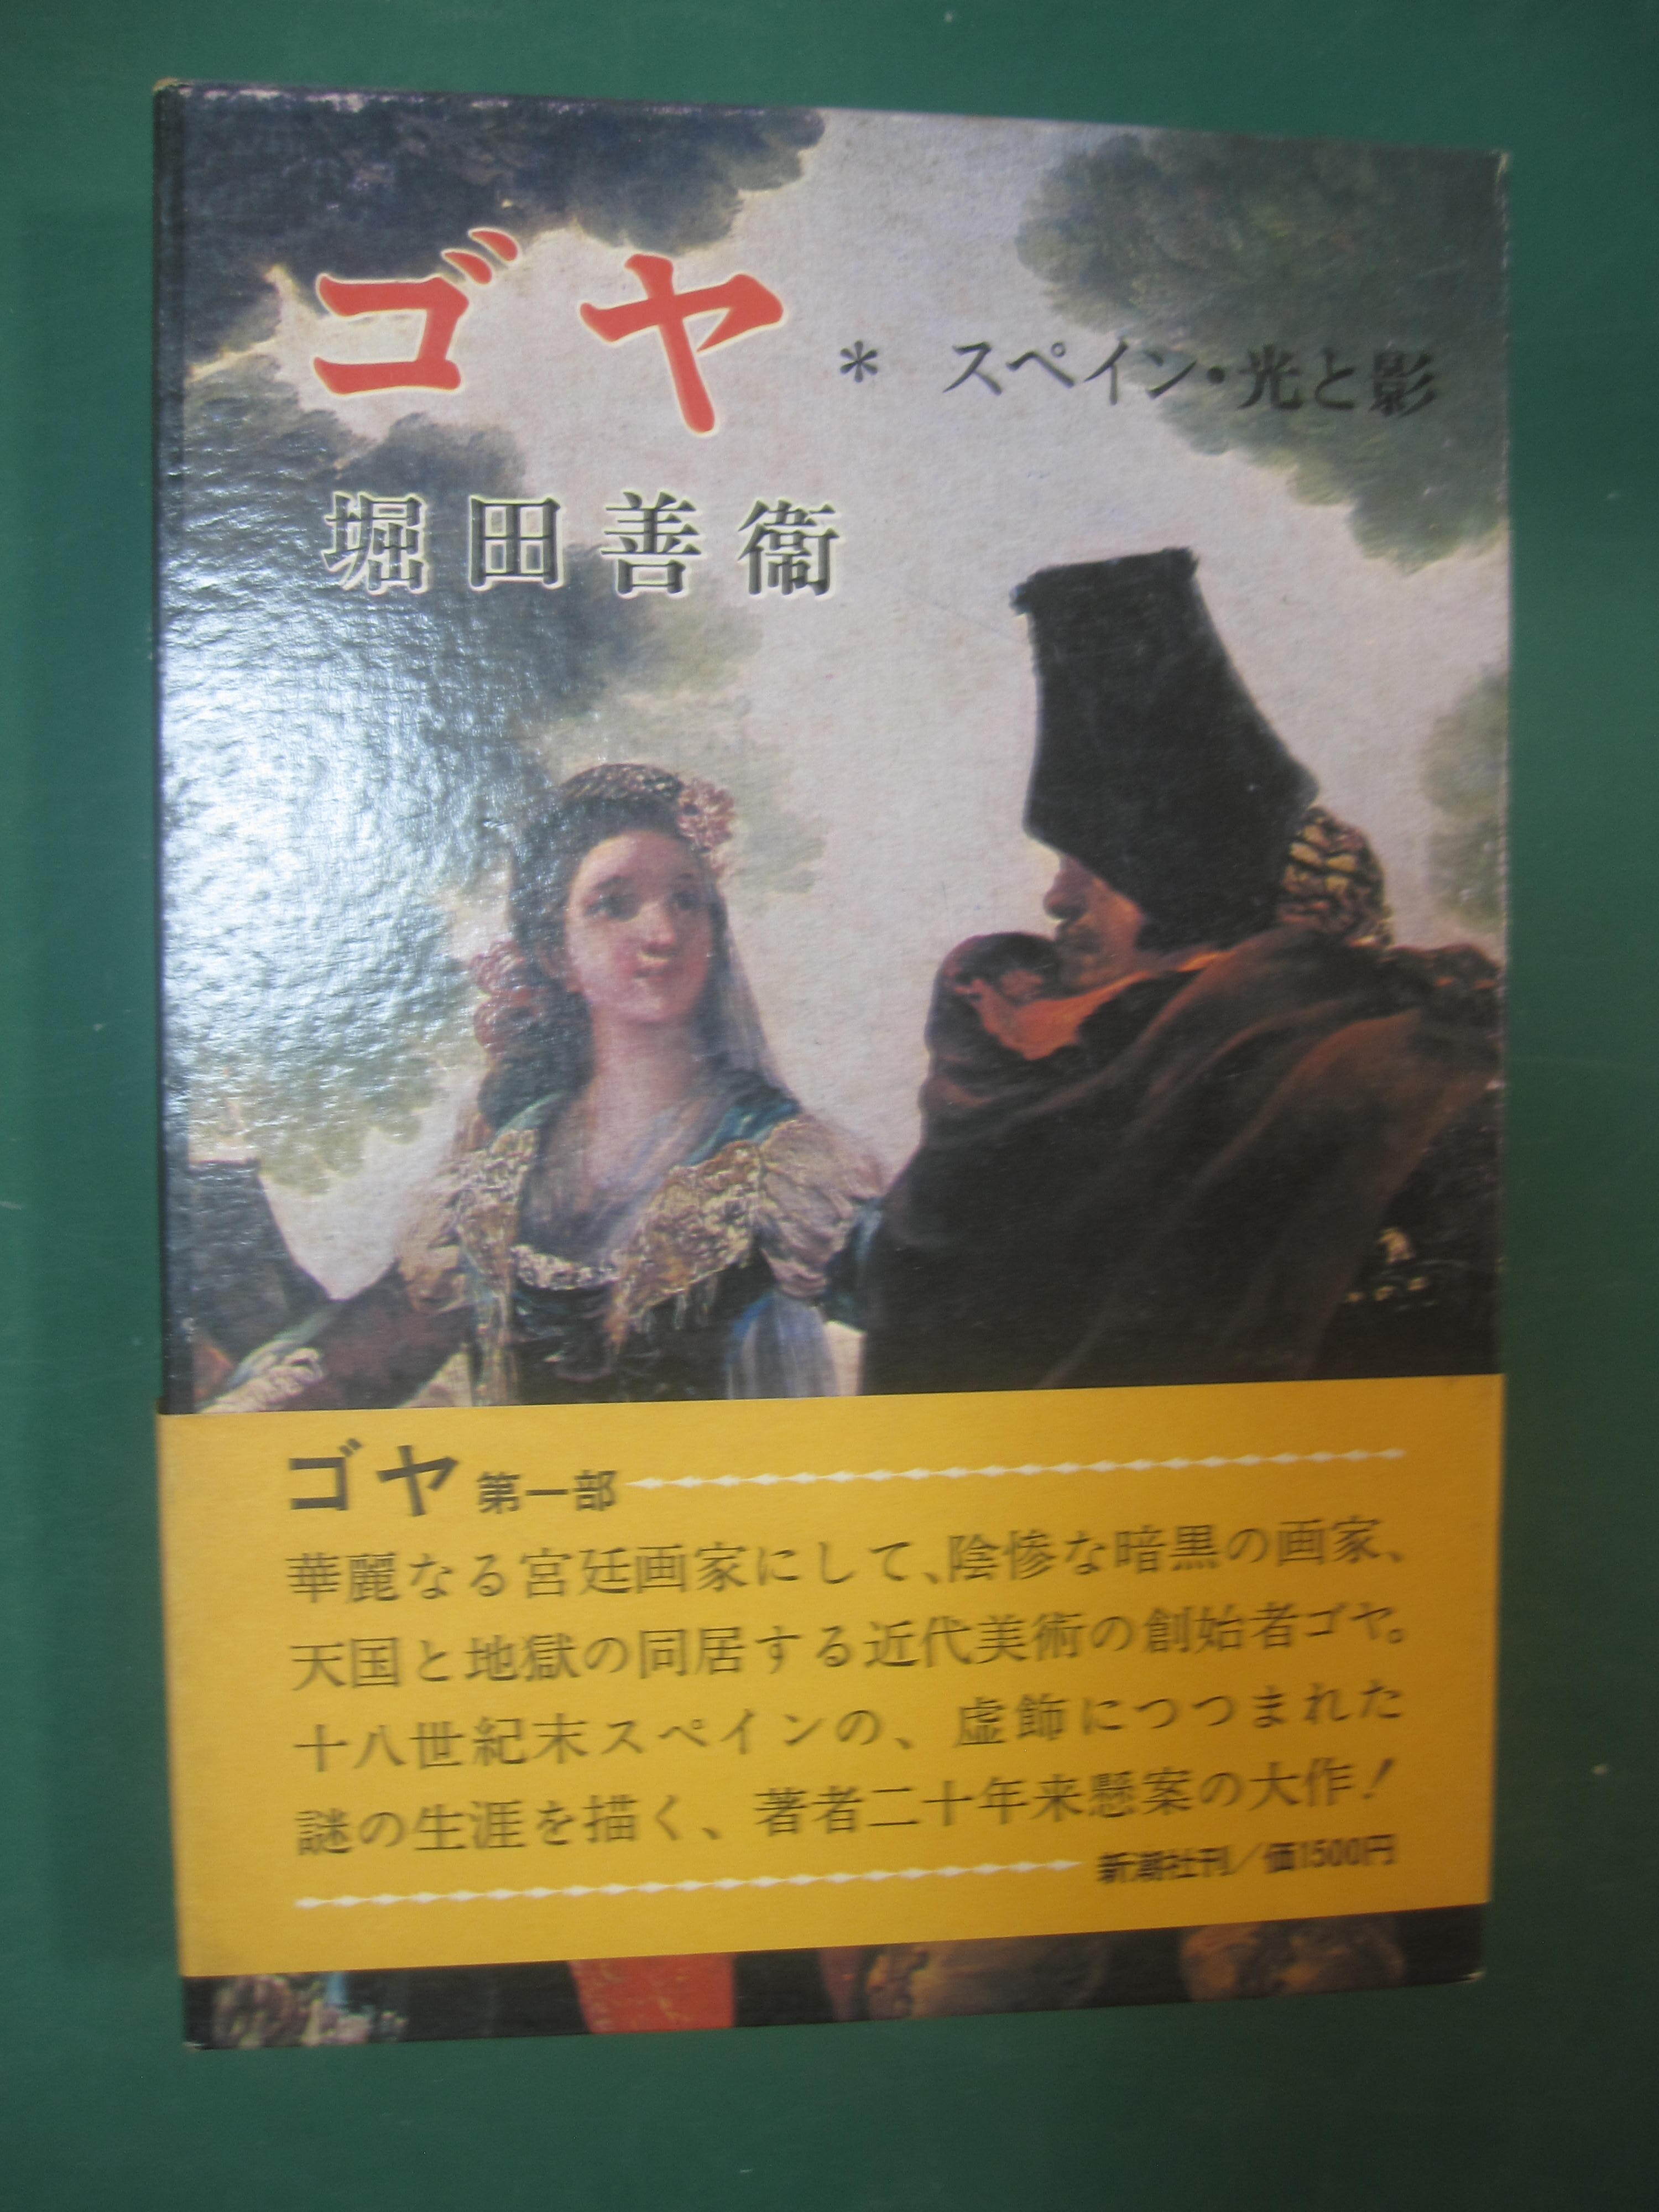 ゴヤ
* スペイン・光と影
堀田善衞
ゴヤ 第一部
華麗なる宮廷画家にして、陰惨な暗黒の画家、
天国と地獄の同居する近代美術の創始者ゴヤ。
十八世紀末スペインの、虚飾につつまれた
謎の生涯を描く、著者二十年来懸案の大作!
新潮社刊/価1500円